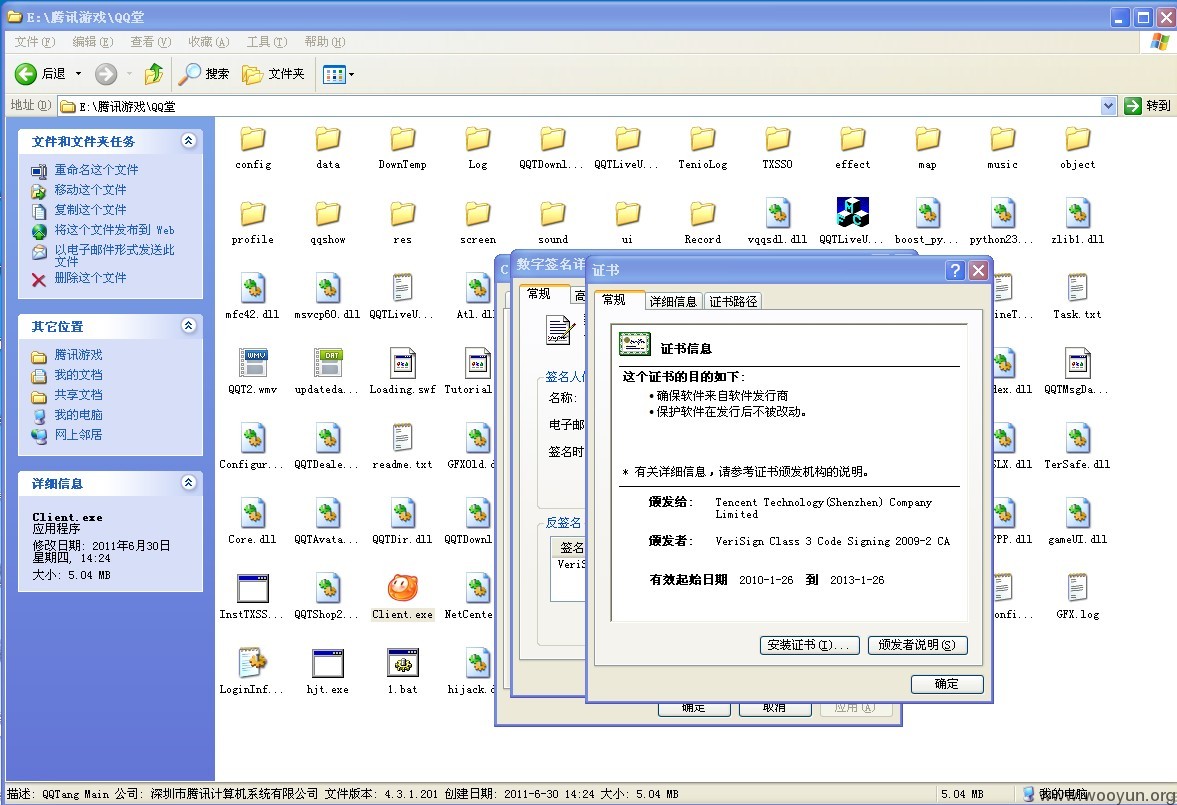 E:\腾讯游戏\QQ堂
文件(F) 编辑(E) 查看(V) 收藏(A) 工具(T) 帮助(H)
后退 搜索 文件夹
地址(D) E:\腾讯游戏\QQ堂 转到
文件和文件夹任务
重命名这个文件
移动这个文件
复制这个文件
将这个文件发布到 Web
以电子邮件形式发送此
文件
删除这个文件
其它位置
腾讯游戏
我的文档
共享文档
我的电脑
网上邻居
详细信息
Client.exe
应用程序
修改日期: 2011年6月30日
星期四, 14:24
大小: 5.04 MB
config data DownTemp Log QQTDownl... QQTLiveU... TenioLog TXSSO effect map music object
profile qqshow res screen sound ui Record vqqsdl.dll QQTLiveU... boost_py... python23... zlib1.dll
mfc42.dll msvcp60.dll QQTLiveU... Atl.dll ineT... Task.txt
QQT2.wmv updateda... Loading.swf Tutorial ex.dll QQTMsgDa...
Configur... QQTDeale... readme.txt GFXOld.d LX.dll TerSafe.dll
Core.dll QQTAvata... QQTDir.dll QQTDownl PP.dll gameUI.dll
InstTXSS... QQTShop2... Client.exe NetCente onfi... GFX.log
LoginInf... hjt.exe 1.bat hijack.d
数字签名详
常规 高
签名人信
名称:
电子邮
签名时
反签名
签名
VeriS
确定 取消 应用(A)
证书
常规 详细信息 证书路径
证书信息
这个证书的目的如下:
•确保软件来自软件发行商
•保护软件在发行后不被改动。
* 有关详细信息，请参考证书颁发机构的说明。
颁发给: Tencent Technology(Shenzhen) Company
Limited
颁发者: VeriSign Class 3 Code Signing 2009-2 CA
有效起始日期 2010-1-26 到 2013-1-26
安装证书(I)... 颁发者说明(S)
确定
描述: QQTang Main 公司: 深圳市腾讯计算机系统有限公司 文件版本: 4.3.1.201 创建日期: 2011-6-30 14:24 大小: 5.04 MB 5.04 MB 我的电脑
www.wooyun.org